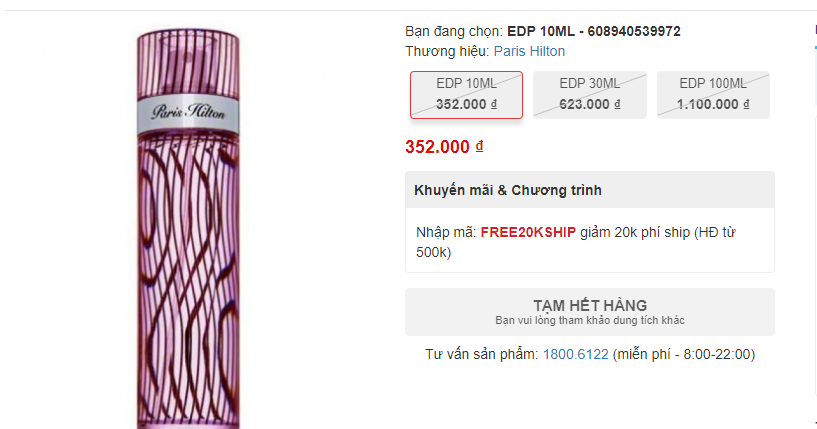 Paris Hilton
Bạn đang chọn: EDP 10ML - 608940539972
Thương hiệu: Paris Hilton
EDP 10ML EDP 30ML EDP 100ML
352.000 ₫ 623.000 ₫ 1.100.000 ₫
352.000 ₫
Khuyến mãi & Chương trình
Nhập mã: FREE20KSHIP giảm 20k phí ship (HĐ từ
500k)
TẠM HẾT HÀNG
Bạn vui lòng tham khảo dung tích khác
Tư vấn sản phẩm: 1800.6122 (miễn phí - 8:00-22:00)